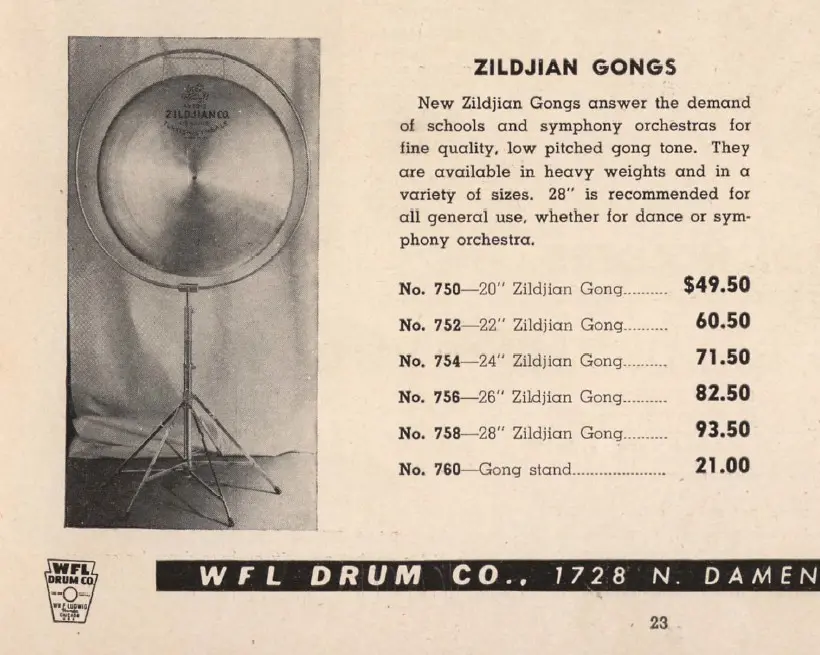 ZILDJIAN CO.
ZILDJIAN GONGS
New Zildjian Gongs answer the demand
of schools and symphony orchestras for
fine quality, low pitched gong tone. They
are available in heavy weights and in a
variety of sizes. 28" is recommended for
all general use, whether for dance or sym-
phony orchestra.
No. 750—20" Zildjian Gong.......... $49.50
No. 752—22" Zildjian Gong.......... 60.50
No. 754—24" Zildjian Gong.......... 71.50
No. 756—26" Zildjian Gong.......... 82.50
No. 758—28" Zildjian Gong.......... 93.50
No. 760—Gong stand..................... 21.00
WFL
DRUM CO.
WM. F. LUDWIG
CHICAGO
WFL DRUM CO., 1728 N. DAMEN
23